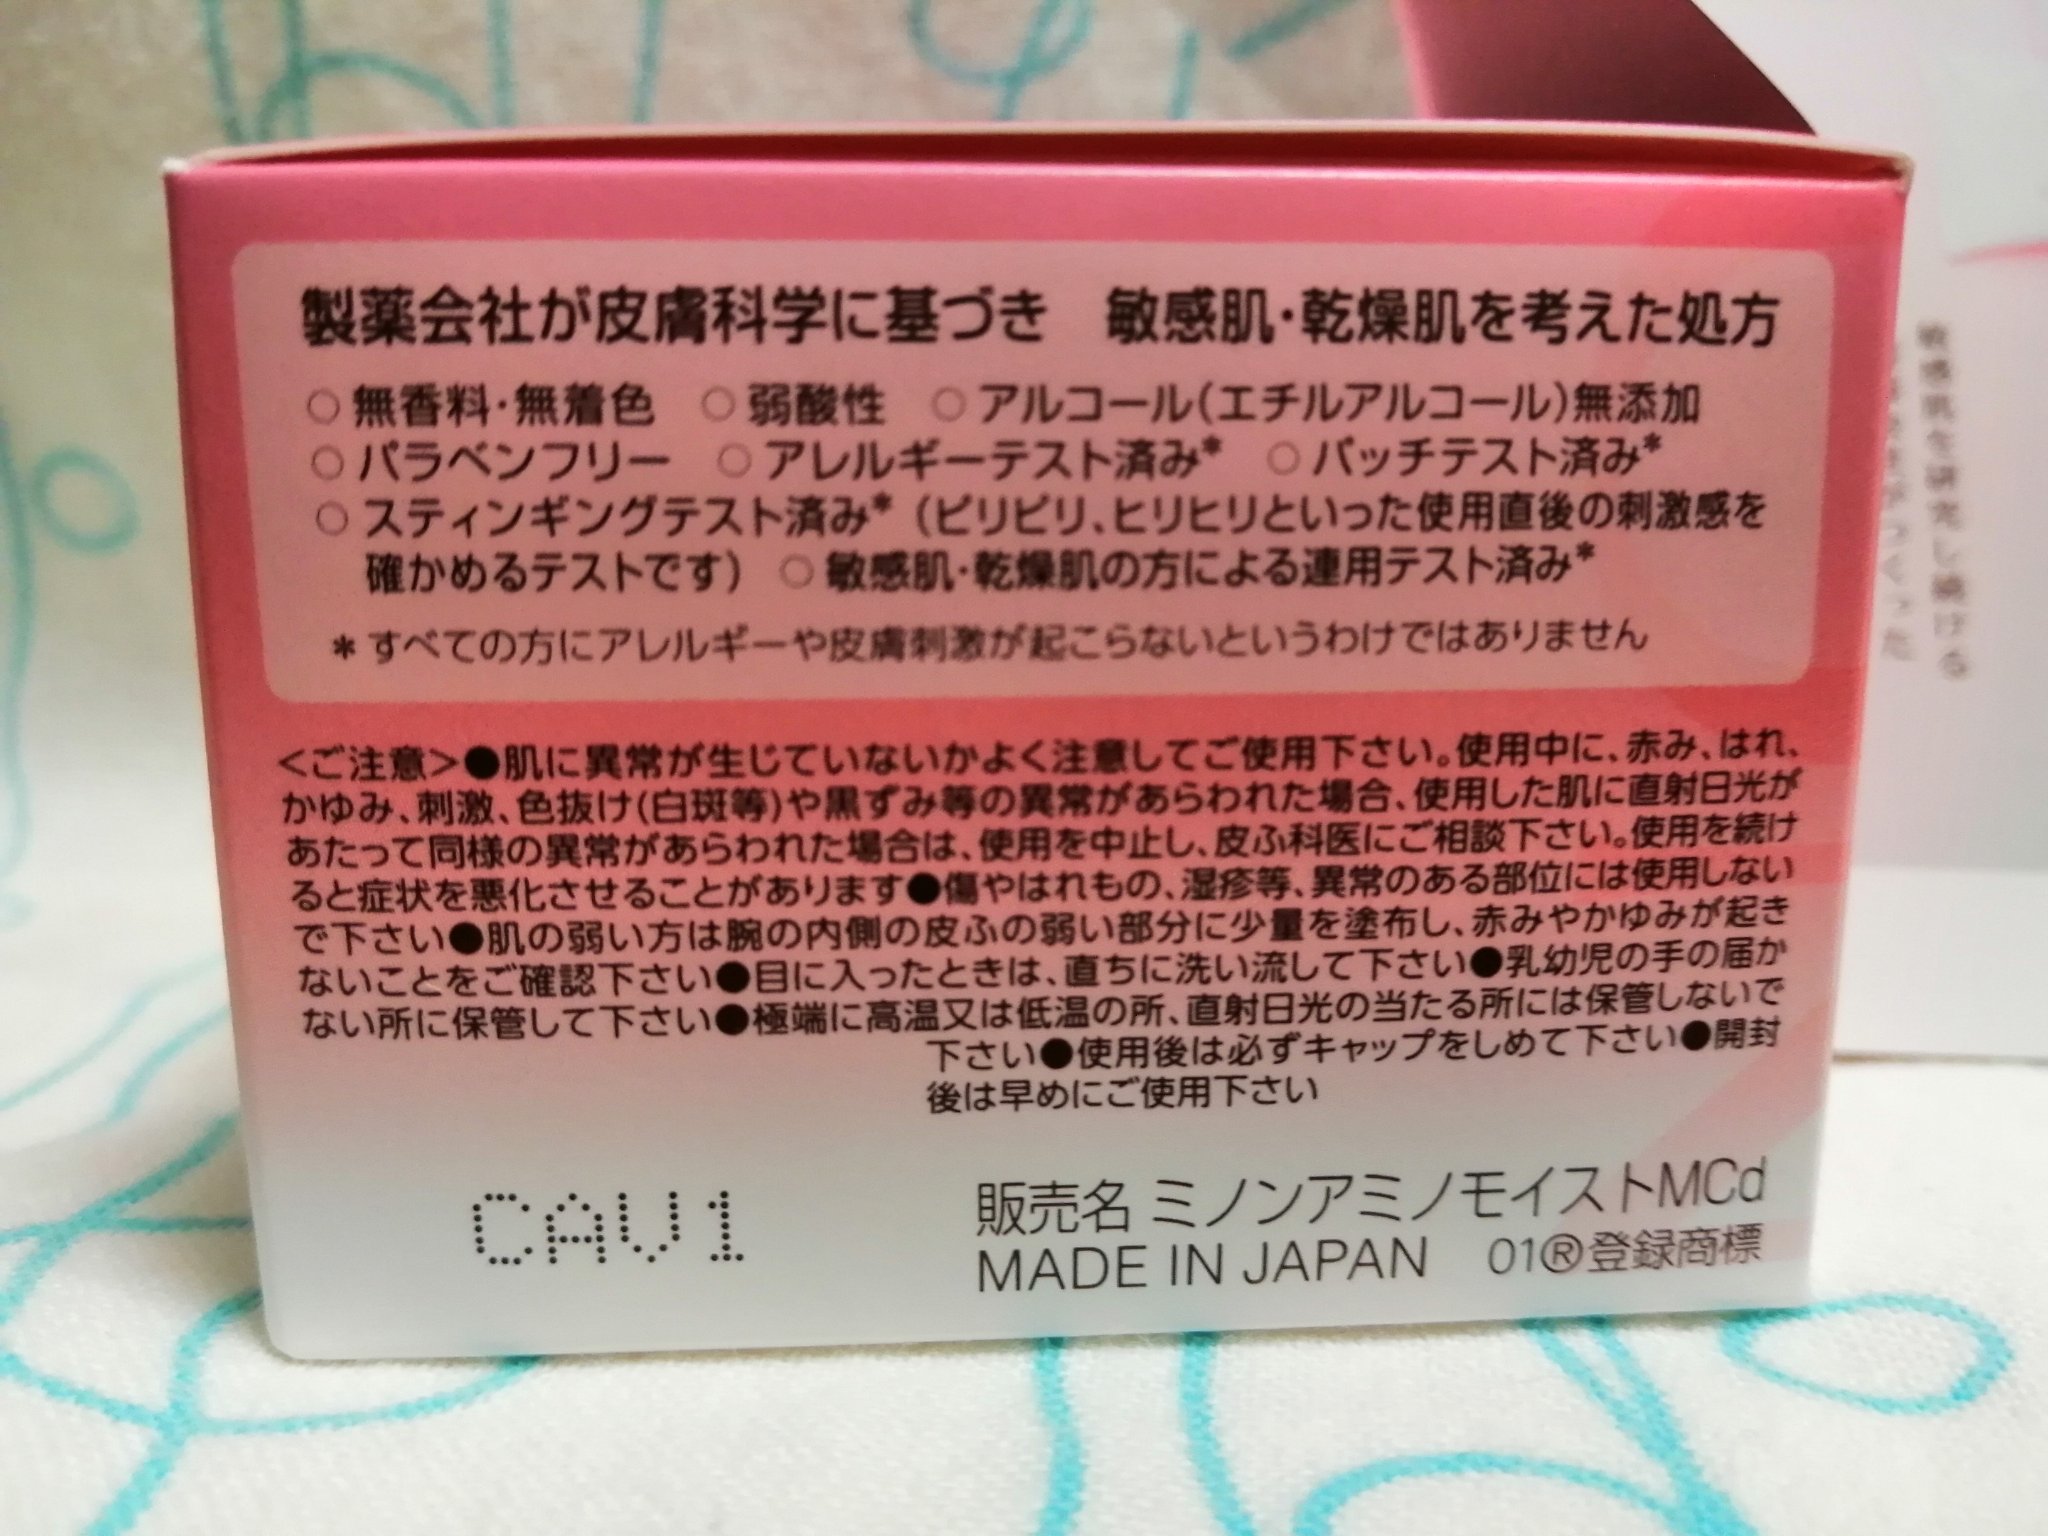 製薬会社が皮膚科学に基づき 敏感肌・乾燥肌を考えた処方
○ 無香料・無着色 ○ 弱酸性 ○ アルコール(エチルアルコール)無添加
○ パラベンフリー ○ アレルギーテスト済み* ○ パッチテスト済み*
○ スティンギングテスト済み*（ピリピリ、ヒリヒリといった使用直後の刺激感を
確かめるテストです） ○ 敏感肌・乾燥肌の方による連用テスト済み*
* すべての方にアレルギーや皮膚刺激が起こらないというわけではありません
<ご注意>●肌に異常が生じていないかよく注意してご使用下さい。使用中に、赤み、はれ、
かゆみ、刺激、色抜け(白斑等)や黒ずみ等の異常があらわれた場合、使用した肌に直射日光が
あたって同様の異常があらわれた場合は、使用を中止し、皮ふ科医にご相談下さい。使用を続け
ると症状を悪化させることがあります●傷やはれもの、湿疹等、異常のある部位には使用しない
で下さい●肌の弱い方は腕の内側の皮ふの弱い部分に少量を塗布し、赤みやかゆみが起き
ないことをご確認下さい●目に入ったときは、直ちに洗い流して下さい●乳幼児の手の届か
ない所に保管して下さい●極端に高温又は低温の所、直射日光の当たる所には保管しないで
下さい●使用後は必ずキャップをしめて下さい●開封
後は早めにご使用下さい
CAV1
販売名 ミノンアミノモイストMCd
MADE IN JAPAN 01®登録商標
敏感肌を研究し続ける